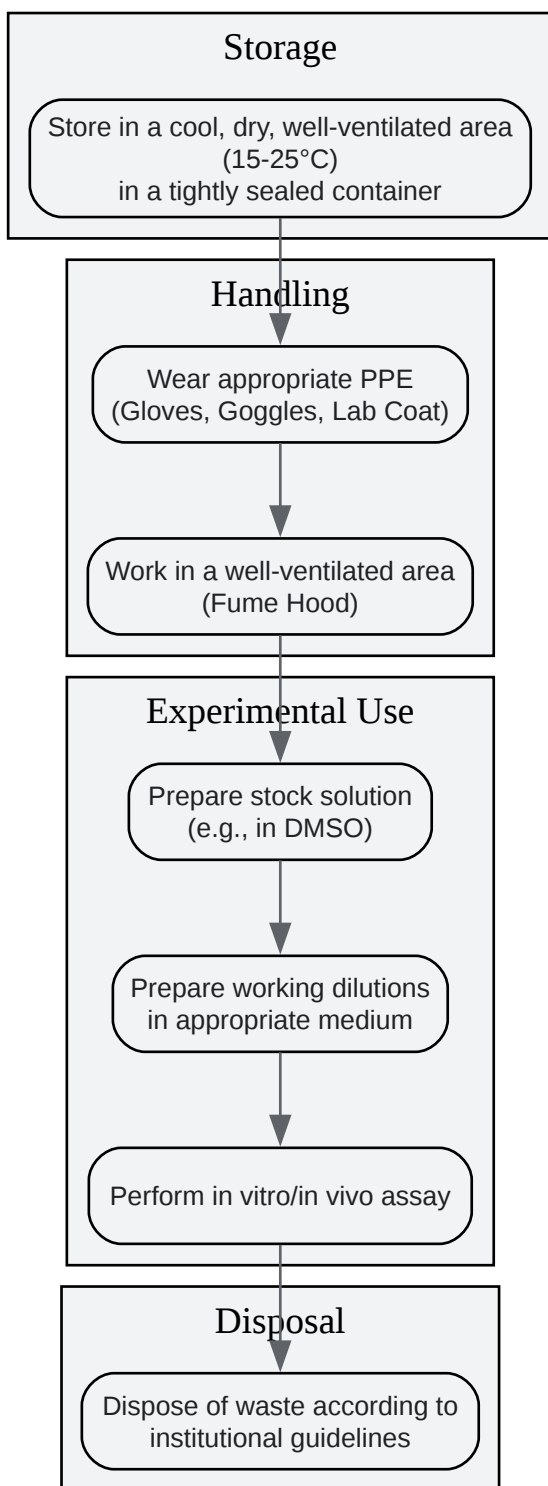 Storage
Store in a cool, dry, well-ventilated area
(15-25°C)
in a tightly sealed container
Handling
Wear appropriate PPE
(Gloves, Goggles, Lab Coat)
Work in a well-ventilated area
(Fume Hood)
Experimental Use
Prepare stock solution
(e.g., in DMSO)
Prepare working dilutions
in appropriate medium
Perform in vitro/in vivo assay
Disposal
Dispose of waste according to
institutional guidelines